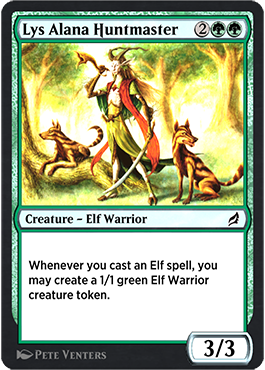 Lys Alana Huntmaster 2
Creature – Elf Warrior
Whenever you cast an Elf spell, you
may create a 1/1 green Elf Warrior
creature token.
3/3
PETE VENTERS